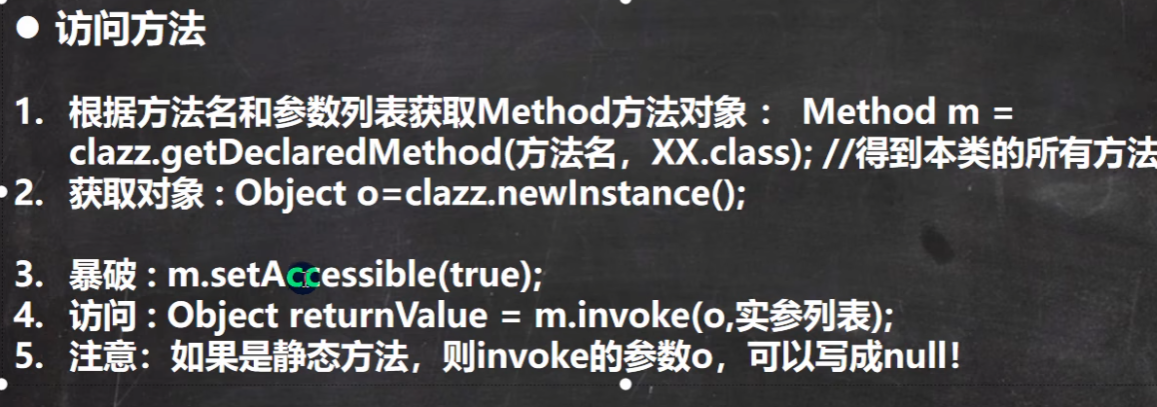 ● 访问方法
1. 根据方法名和参数列表获取Method方法对象： Method m =
clazz.getDeclaredMethod(方法名，XX.class); //得到本类的所有方法
2. 获取对象 : Object o=clazz.newInstance();
3. 暴破 : m.setAccessible(true);
4. 访问 : Object returnValue = m.invoke(o,实参列表);
5. 注意：如果是静态方法，则invoke的参数o，可以写成null！